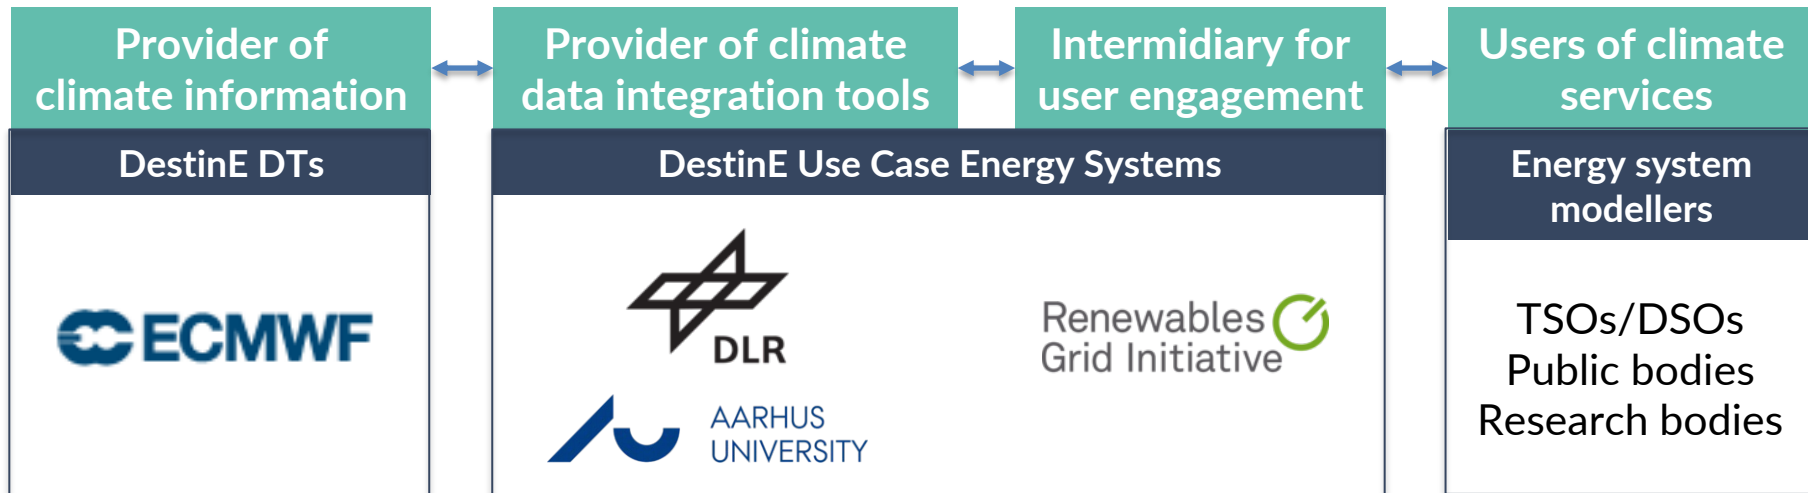 Provider of
climate information
Provider of climate
data integration tools
Intermidiary for
user engagement
Users of climate
services
DestinE DTs
DestinE Use Case Energy Systems
Energy system
modellers
ECMWF
DLR
AARHUS
UNIVERSITY
Renewables
Grid Initiative
TSOs/DSOs
Public bodies
Research bodies